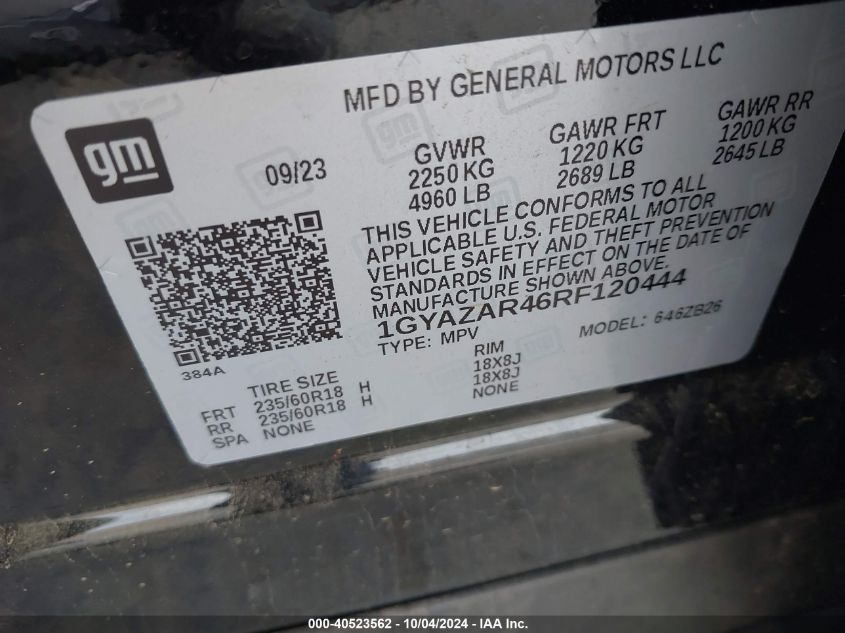 MFD BY GENERAL MOTORS LLC
gm
09/23
GVWR
2250 KG
4960 LB
GAWR FRT
1220 KG
2689 LB
GAWR RR
1200 KG
2645 LB
THIS VEHICLE CONFORMS TO ALL
APPLICABLE U.S. FEDERAL MOTOR
VEHICLE SAFETY AND THEFT PREVENTION
STANDARDS IN EFFECT ON THE DATE OF
MANUFACTURE SHOWN ABOVE.
1GYAZAR46RF120444
TYPE: MPV MODEL: 646ZB26
384A
TIRE SIZE RIM
FRT 235/60R18 H 18X8J
RR 235/60R18 H 18X8J
SPA NONE NONE
000-40523562 - 10/04/2024 - IAA Inc.